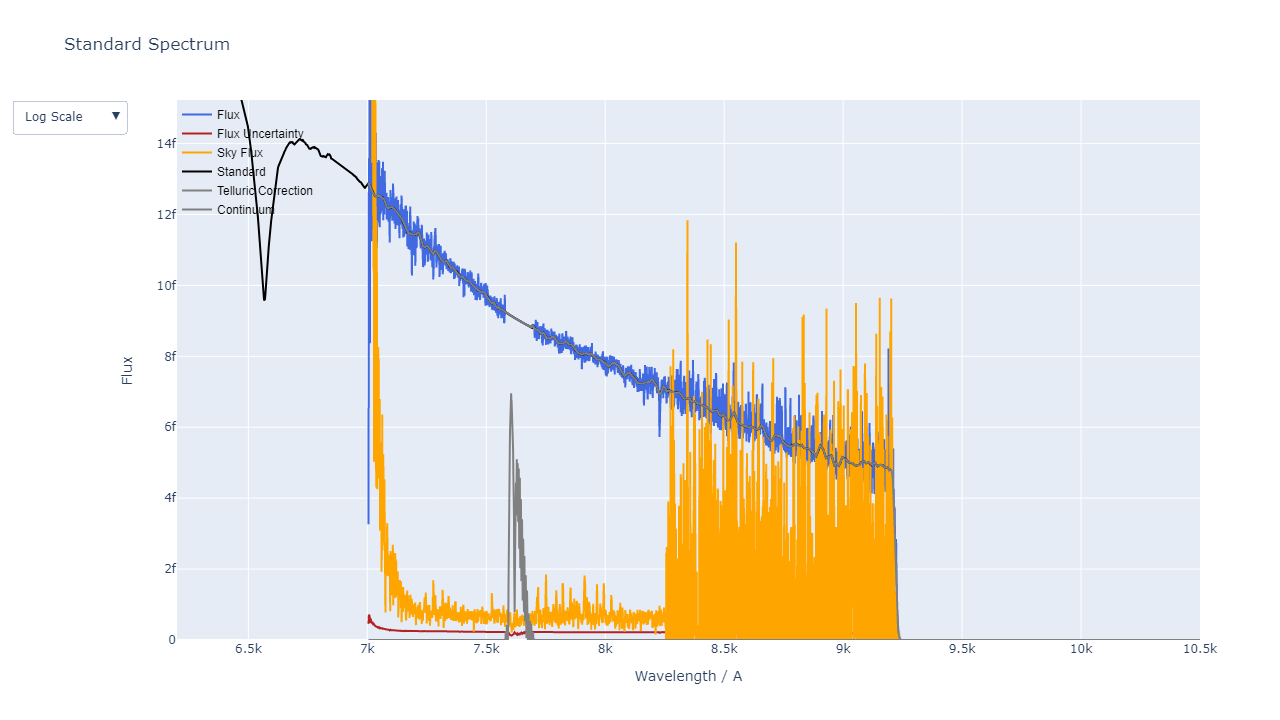 Standard Spectrum
Log Scale ▼
Flux
Flux Uncertainty
Sky Flux
Standard
Telluric Correction
Continuum
14f
12f
10f
8f
6f
4f
2f
0
Flux
6.5k 7k 7.5k 8k 8.5k 9k 9.5k 10k 10.5k
Wavelength / A